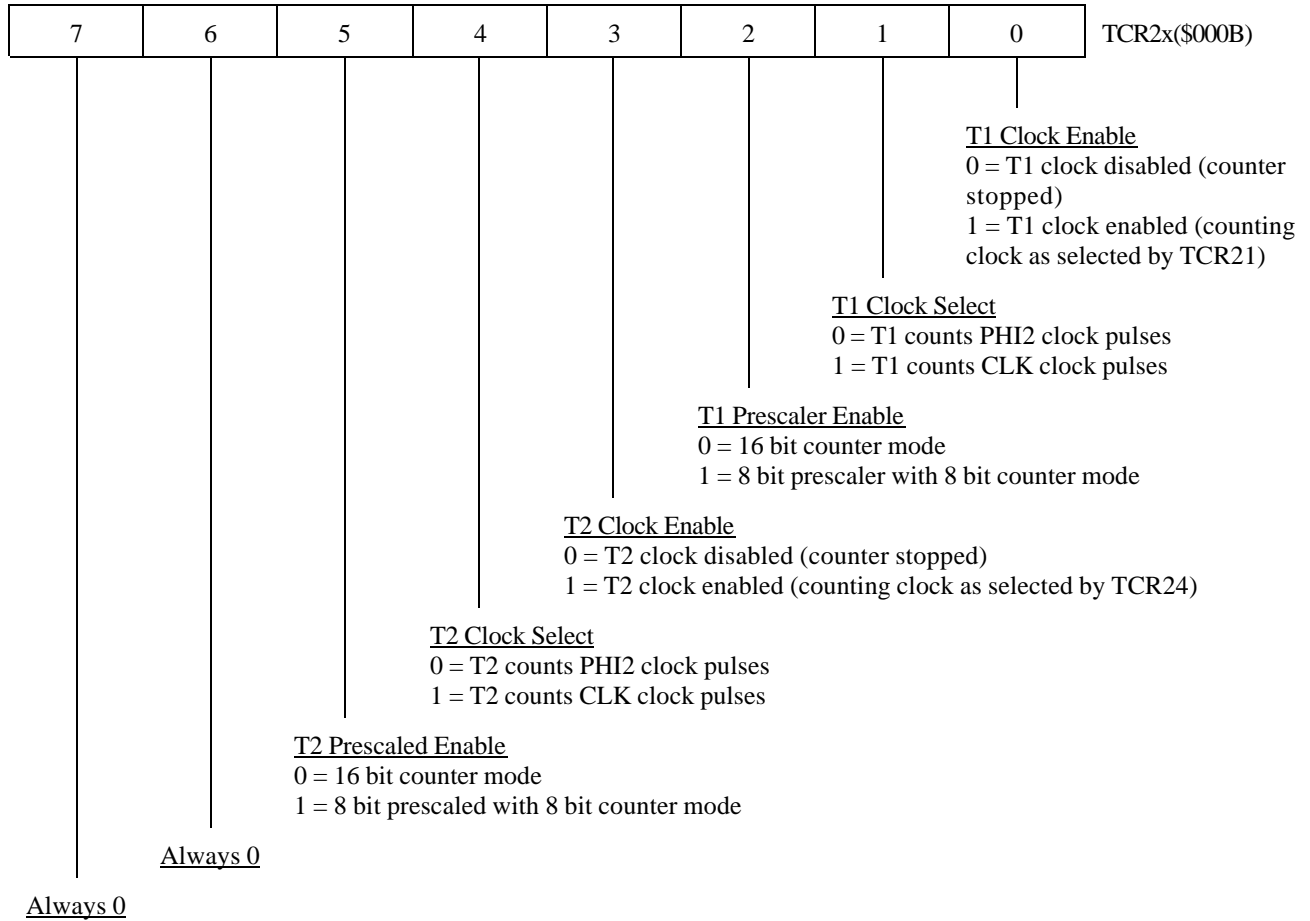 7 6 5 4 3 2 1 0 TCR2x($000B)
T1 Clock Enable
0 = T1 clock disabled (counter
stopped)
1 = T1 clock enabled (counting
clock as selected by TCR21)
T1 Clock Select
0 = T1 counts PHI2 clock pulses
1 = T1 counts CLK clock pulses
T1 Prescaler Enable
0 = 16 bit counter mode
1 = 8 bit prescaler with 8 bit counter mode
T2 Clock Enable
0 = T2 clock disabled (counter stopped)
1 = T2 clock enabled (counting clock as selected by TCR24)
T2 Clock Select
0 = T2 counts PHI2 clock pulses
1 = T2 counts CLK clock pulses
T2 Prescaled Enable
0 = 16 bit counter mode
1 = 8 bit prescaled with 8 bit counter mode
Always 0
Always 0